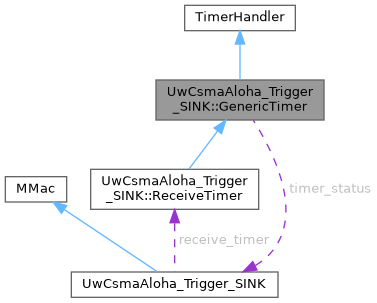 TimerHandler
UwCsmaAloha_Trigger
_SINK::GenericTimer
UwCsmaAloha_Trigger
_SINK::ReceiveTimer
MMac
timer_status
receive_timer
UwCsmaAloha_Trigger_SINK